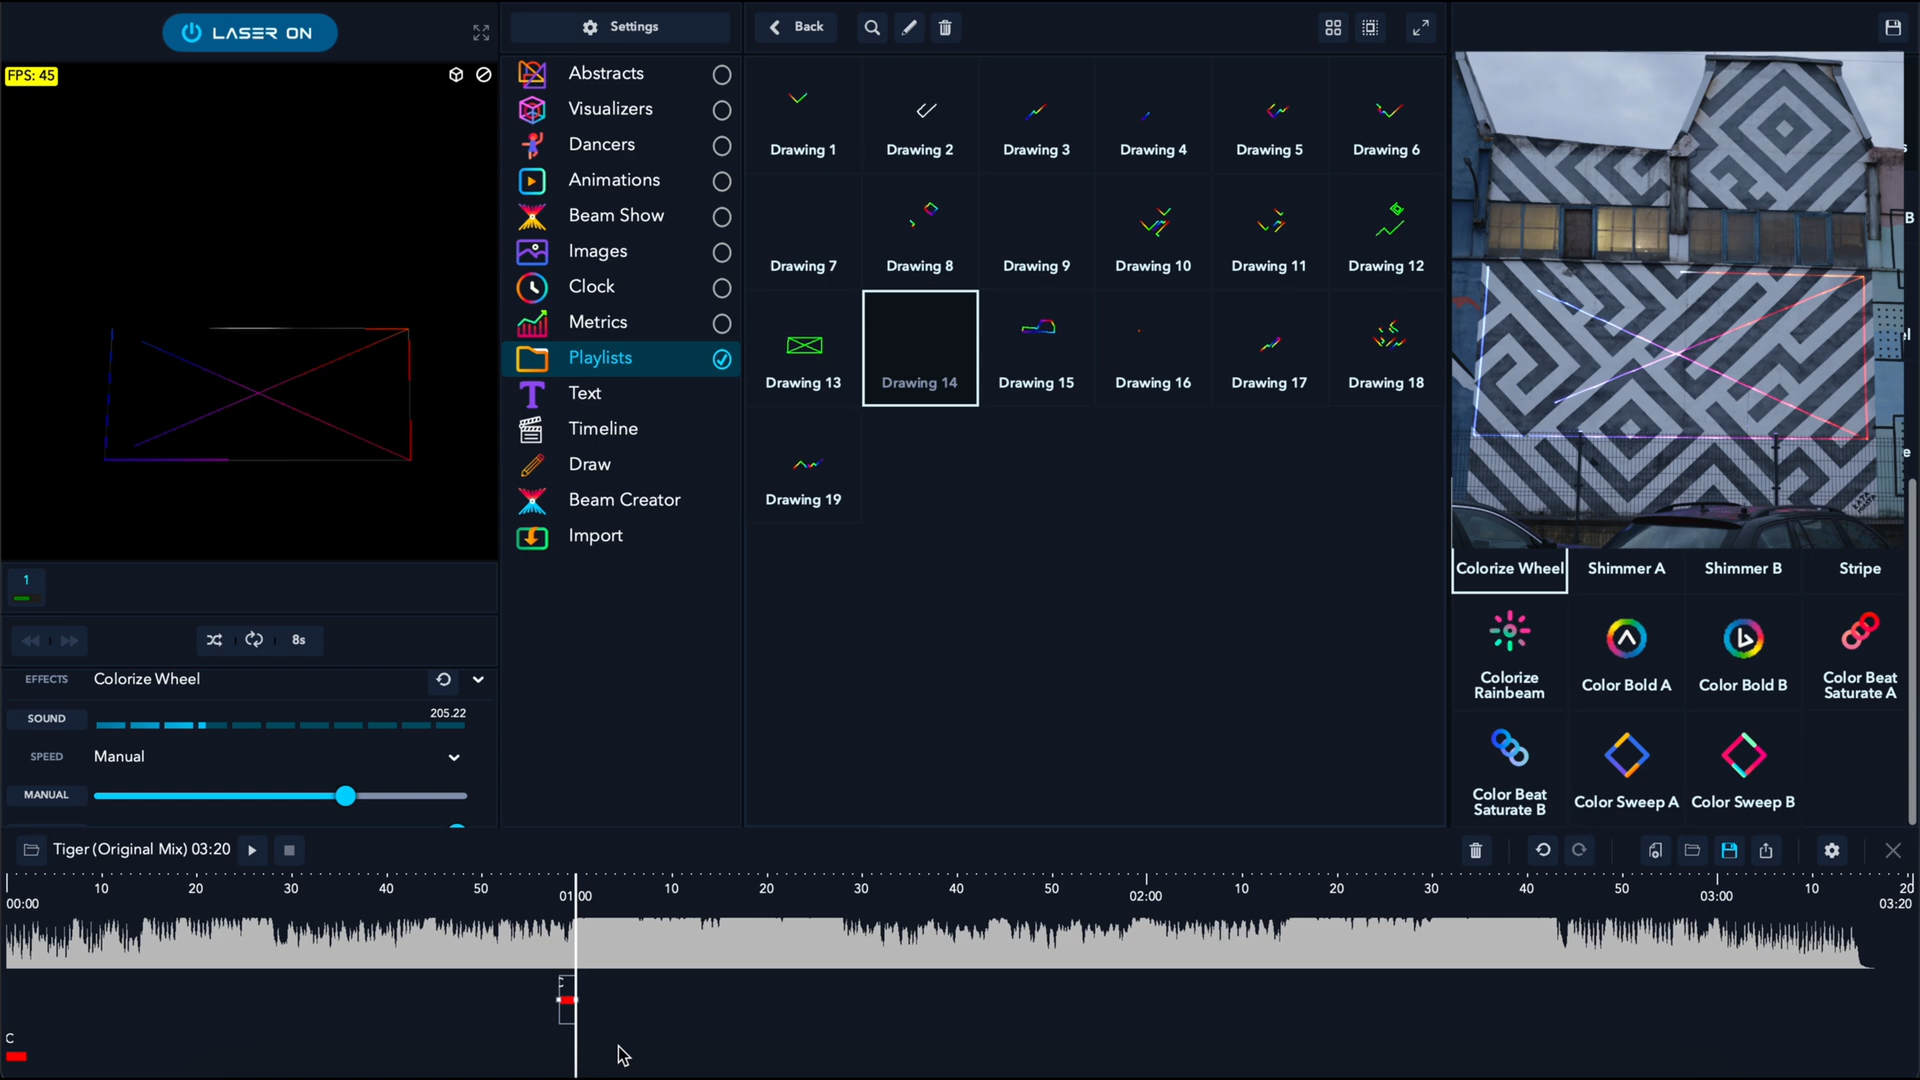 LASER ON
FPS: 45
1
8s
EFFECTS Colorize Wheel
SOUND 205.22
SPEED Manual
MANUAL
Settings
Abstracts
Visualizers
Dancers
Animations
Beam Show
Images
Clock
Metrics
Playlists
Text
Timeline
Draw
Beam Creator
Import
Back
Drawing 1 Drawing 2 Drawing 3 Drawing 4 Drawing 5 Drawing 6
Drawing 7 Drawing 8 Drawing 9 Drawing 10 Drawing 11 Drawing 12
Drawing 13 Drawing 14 Drawing 15 Drawing 16 Drawing 17 Drawing 18
Drawing 19
Colorize Wheel Shimmer A Shimmer B Stripe
Colorize Rainbeam Color Bold A Color Bold B Color Beat Saturate A
Color Beat Saturate B Color Sweep A Color Sweep B
Tiger (Original Mix) 03:20
10 20 30 40 50 10 20 30 40 50 10 20 30 40 50 10 20
00:00 01:00 02:00 03:00 03:20
C